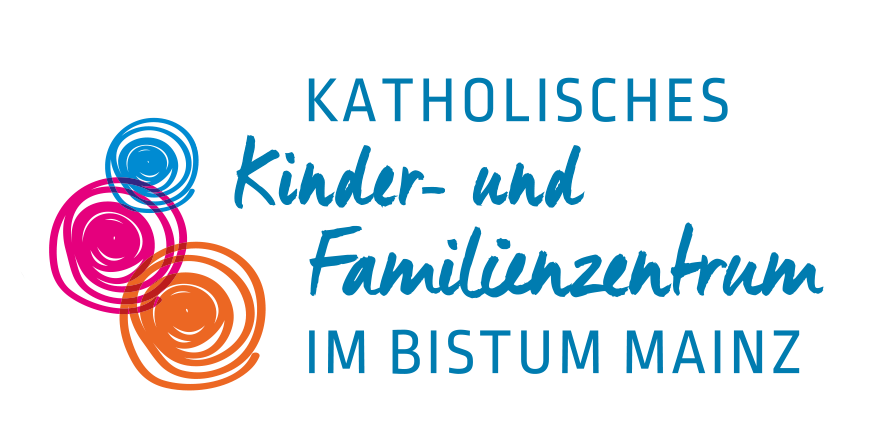 KATHOLISCHES
Kinder- und
Familienzentrum
IM BISTUM MAINZ